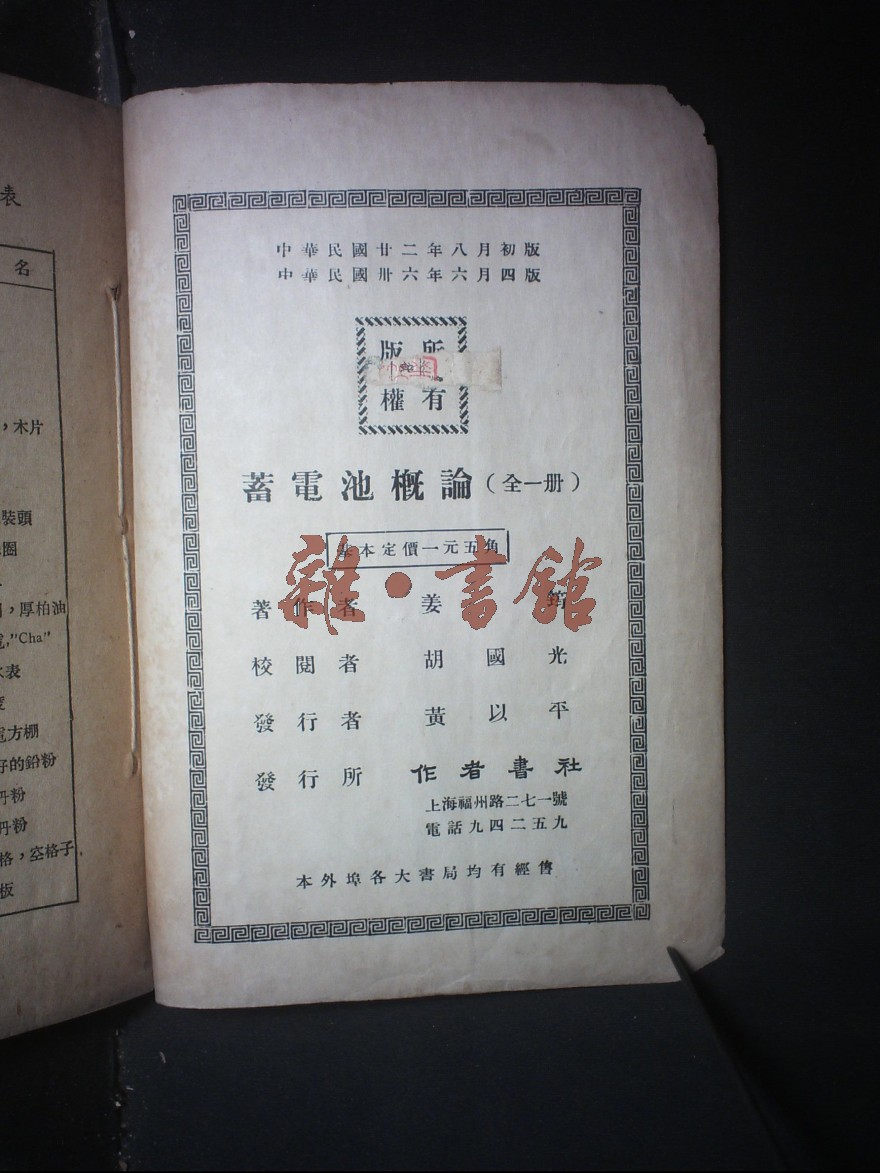 表
名
，木片
裝頭
圈
，厚柏油
"Cha"
水表
方棚
好的鉛粉
丹粉
丹粉
格，空格子
板
中華民國廿二年八月初版
中華民國卅六年六月四版
版所
權有
蓄電池概論（全一册）
基本定價一元五角
雜·書館
著作者 姜筠
校閱者 胡國光
發行者 黃以平
發行所 作者書社
上海福州路二七一號
電話九四二五九
本外埠各大書局均有經售